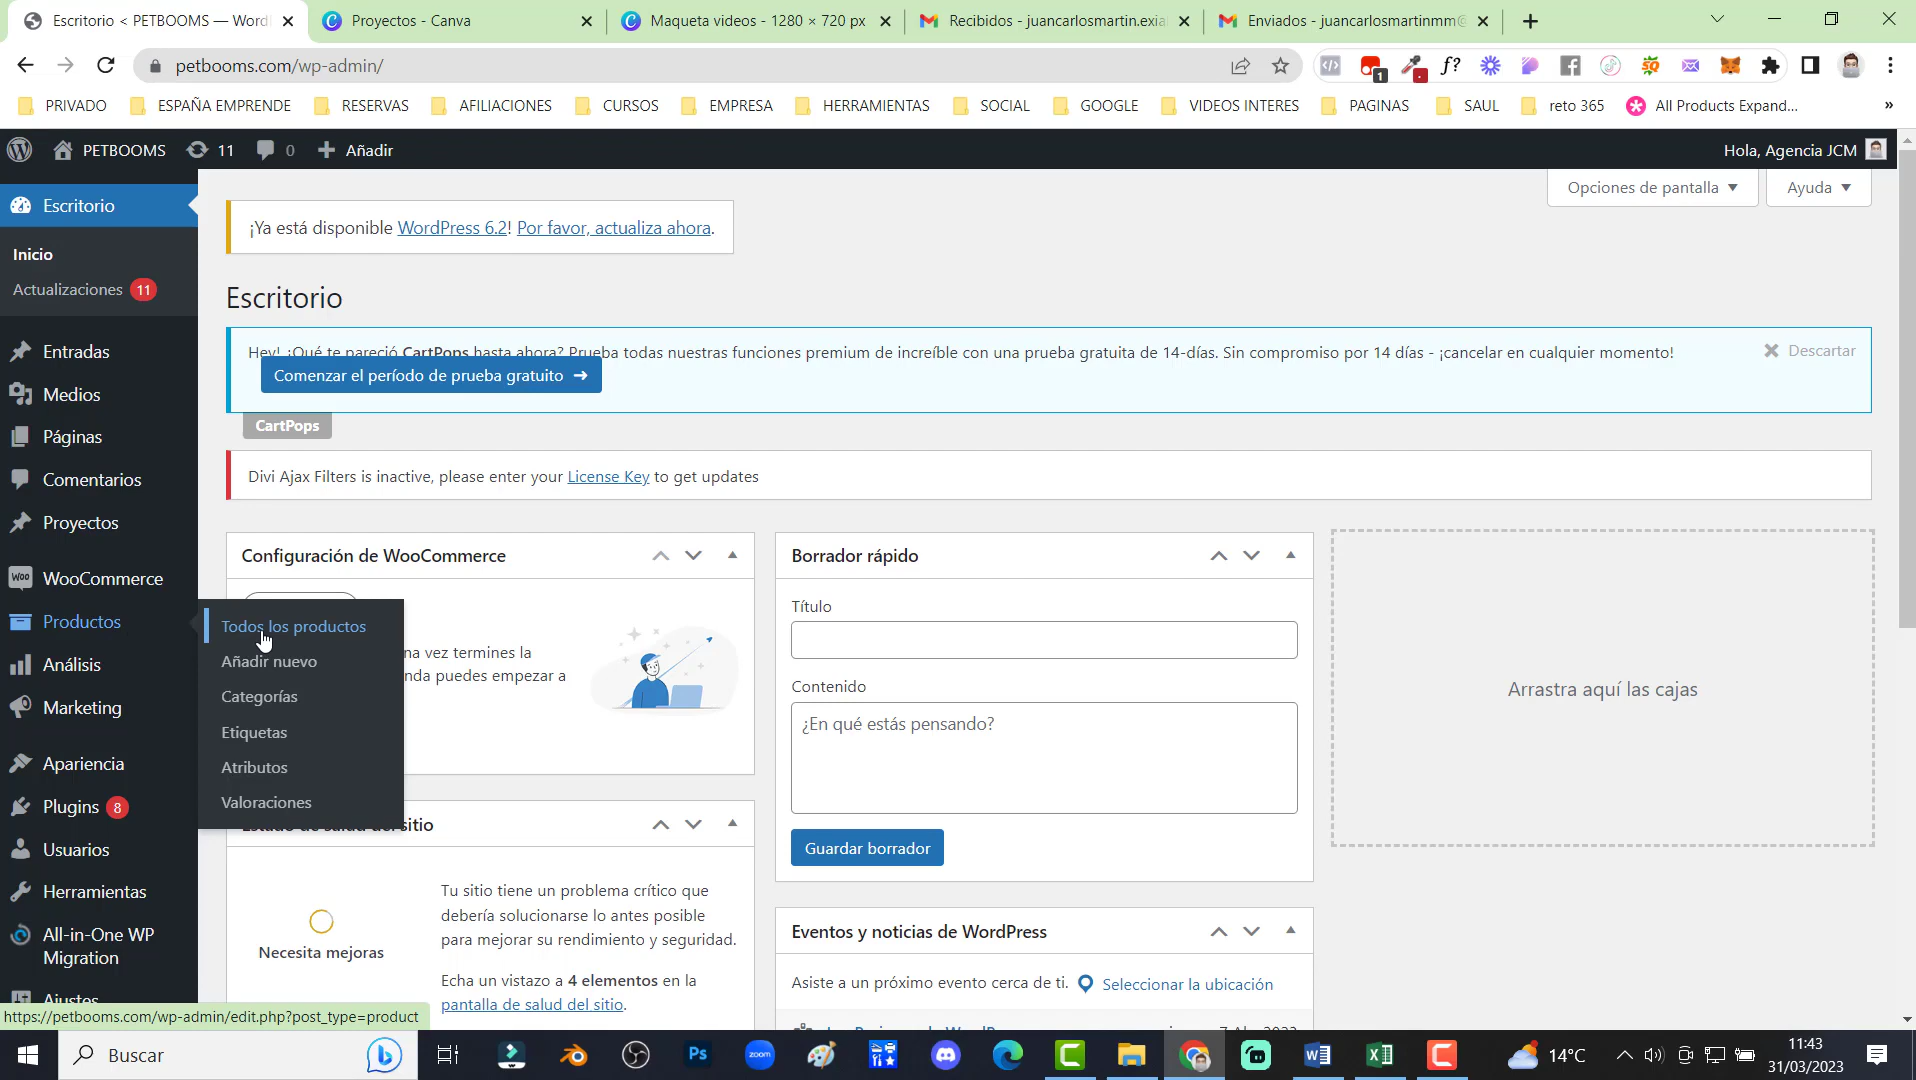 Escritorio < PETBOOMS — Word
Proyectos - Canva
Maqueta videos - 1280 × 720 px
Recibidos - juancarlosmartin.exia
Enviados - juancarlosmartinmm@
petbooms.com/wp-admin/
1
f?
PRIVADO
ESPAÑA EMPRENDE
RESERVAS
AFILIACIONES
CURSOS
EMPRESA
HERRAMIENTAS
SOCIAL
GOOGLE
VIDEOS INTERES
PAGINAS
SAUL
reto 365
All Products Expand...
»
PETBOOMS
11
0
Añadir
Hola, Agencia JCM
Opciones de pantalla
Ayuda
Escritorio
Inicio
Actualizaciones 11
Entradas
Medios
Páginas
Comentarios
Proyectos
WooCommerce
Productos
Análisis
Marketing
Apariencia
Plugins 8
Usuarios
Herramientas
All-in-One WP
Migration
Ajustes
Todos los productos
Añadir nuevo
Categorías
Etiquetas
Atributos
Valoraciones
¡Ya está disponible WordPress 6.2! Por favor, actualiza ahora.
Escritorio
Hey! ¿Qué te pareció CartPops hasta ahora? Prueba todas nuestras funciones premium de increíble con una prueba gratuita de 14-días. Sin compromiso por 14 días - ¡cancelar en cualquier momento!
Descartar
Comenzar el período de prueba gratuito →
CartPops
Divi Ajax Filters is inactive, please enter your License Key to get updates
Configuración de WooCommerce
na vez termines la
nda puedes empezar a
Estado de salud del sitio
Necesita mejoras
Tu sitio tiene un problema crítico que
debería solucionarse lo antes posible
para mejorar su rendimiento y seguridad.
Echa un vistazo a 4 elementos en la
pantalla de salud del sitio.
Borrador rápido
Título
Contenido
¿En qué estás pensando?
Guardar borrador
Eventos y noticias de WordPress
Asiste a un próximo evento cerca de ti.
Seleccionar la ubicación
Arrastra aquí las cajas
https://petbooms.com/wp-admin/edit.php?post_type=product
Buscar
Ps
zoom
14°C
11:43
31/03/2023